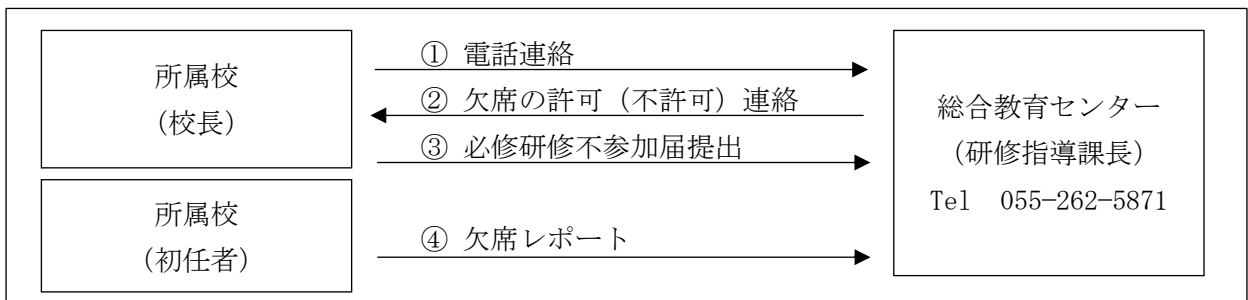 所属校
（校長）
① 電話連絡
② 欠席の許可（不許可）連絡
③ 必修研修不参加届提出
所属校
（初任者）
④ 欠席レポート
総合教育センター
（研修指導課長）
Tel　055-262-5871